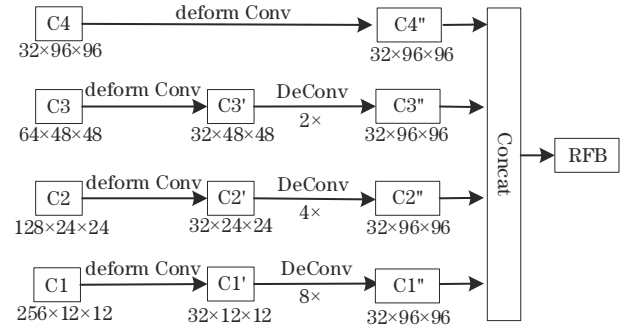 C4
deform Conv
C4"
32×96×96
32×96×96
C3
deform Conv
C3'
DeConv
2×
C3"
64×48×48
32×48×48
32×96×96
Concat
RFB
C2
deform Conv
C2'
DeConv
4×
C2"
128×24×24
32×24×24
32×96×96
C1
deform Conv
C1'
DeConv
8×
C1"
256×12×12
32×12×12
32×96×96